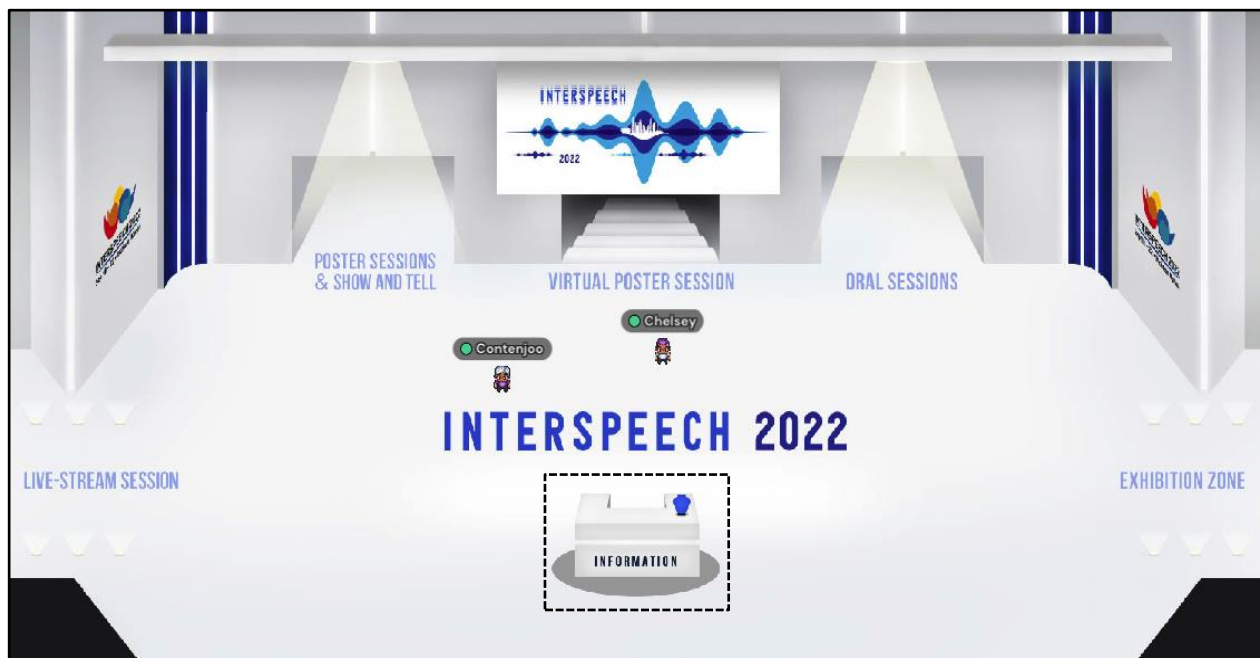 INTERSPEECH
2022
POSTER SESSIONS
& SHOW AND TELL
VIRTUAL POSTER SESSION
ORAL SESSIONS
Chelsey
Contenjoo
INTERSPEECH 2022
LIVE-STREAM SESSION
EXHIBITION ZONE
INFORMATION